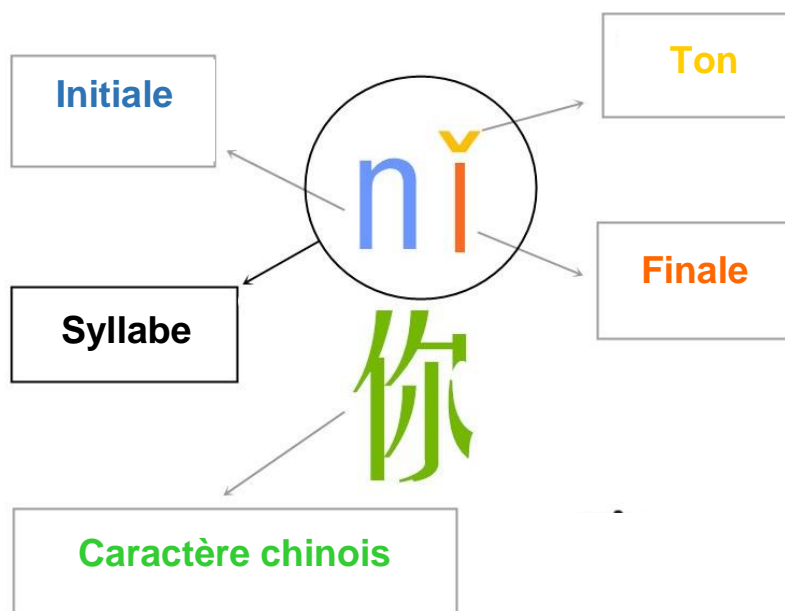 Ton
Initiale
nǐ
Finale
Syllabe
你
Caractère chinois